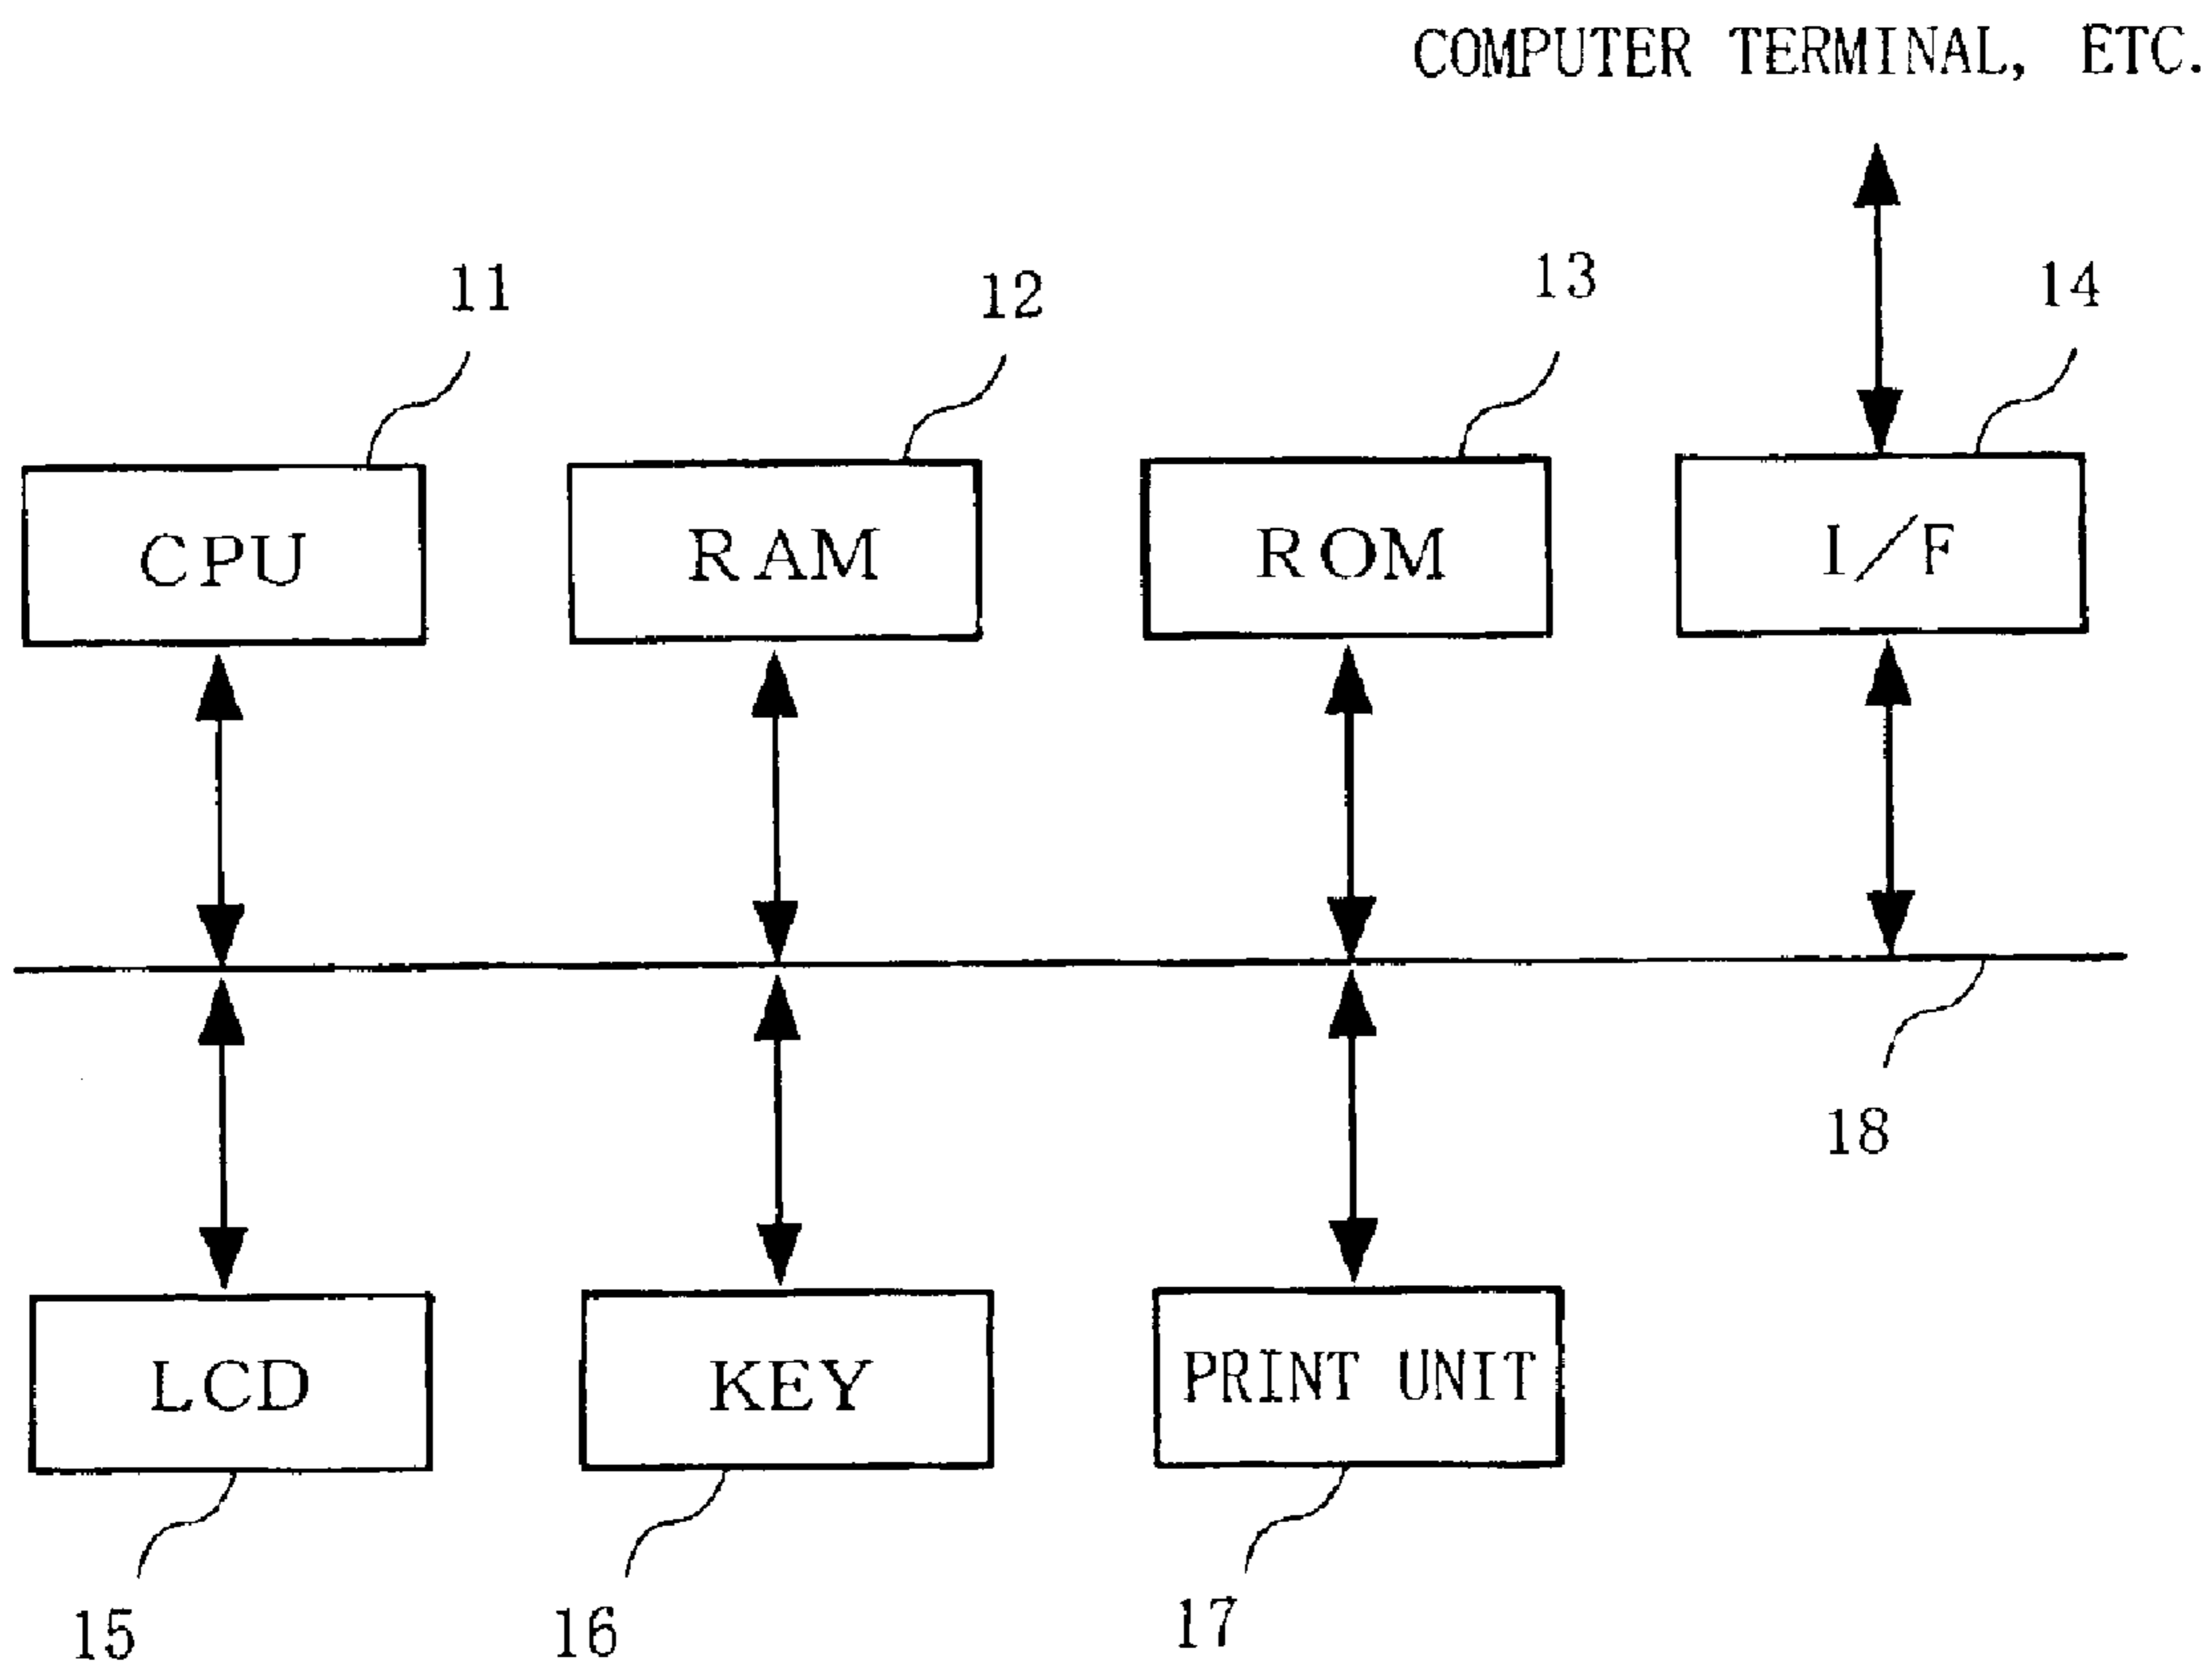 COMPUTER TERMINAL, ETC.
11
12
13
14
CPU
RAM
ROM
I/F
18
LCD
KEY
PRINT UNIT
15
16
17